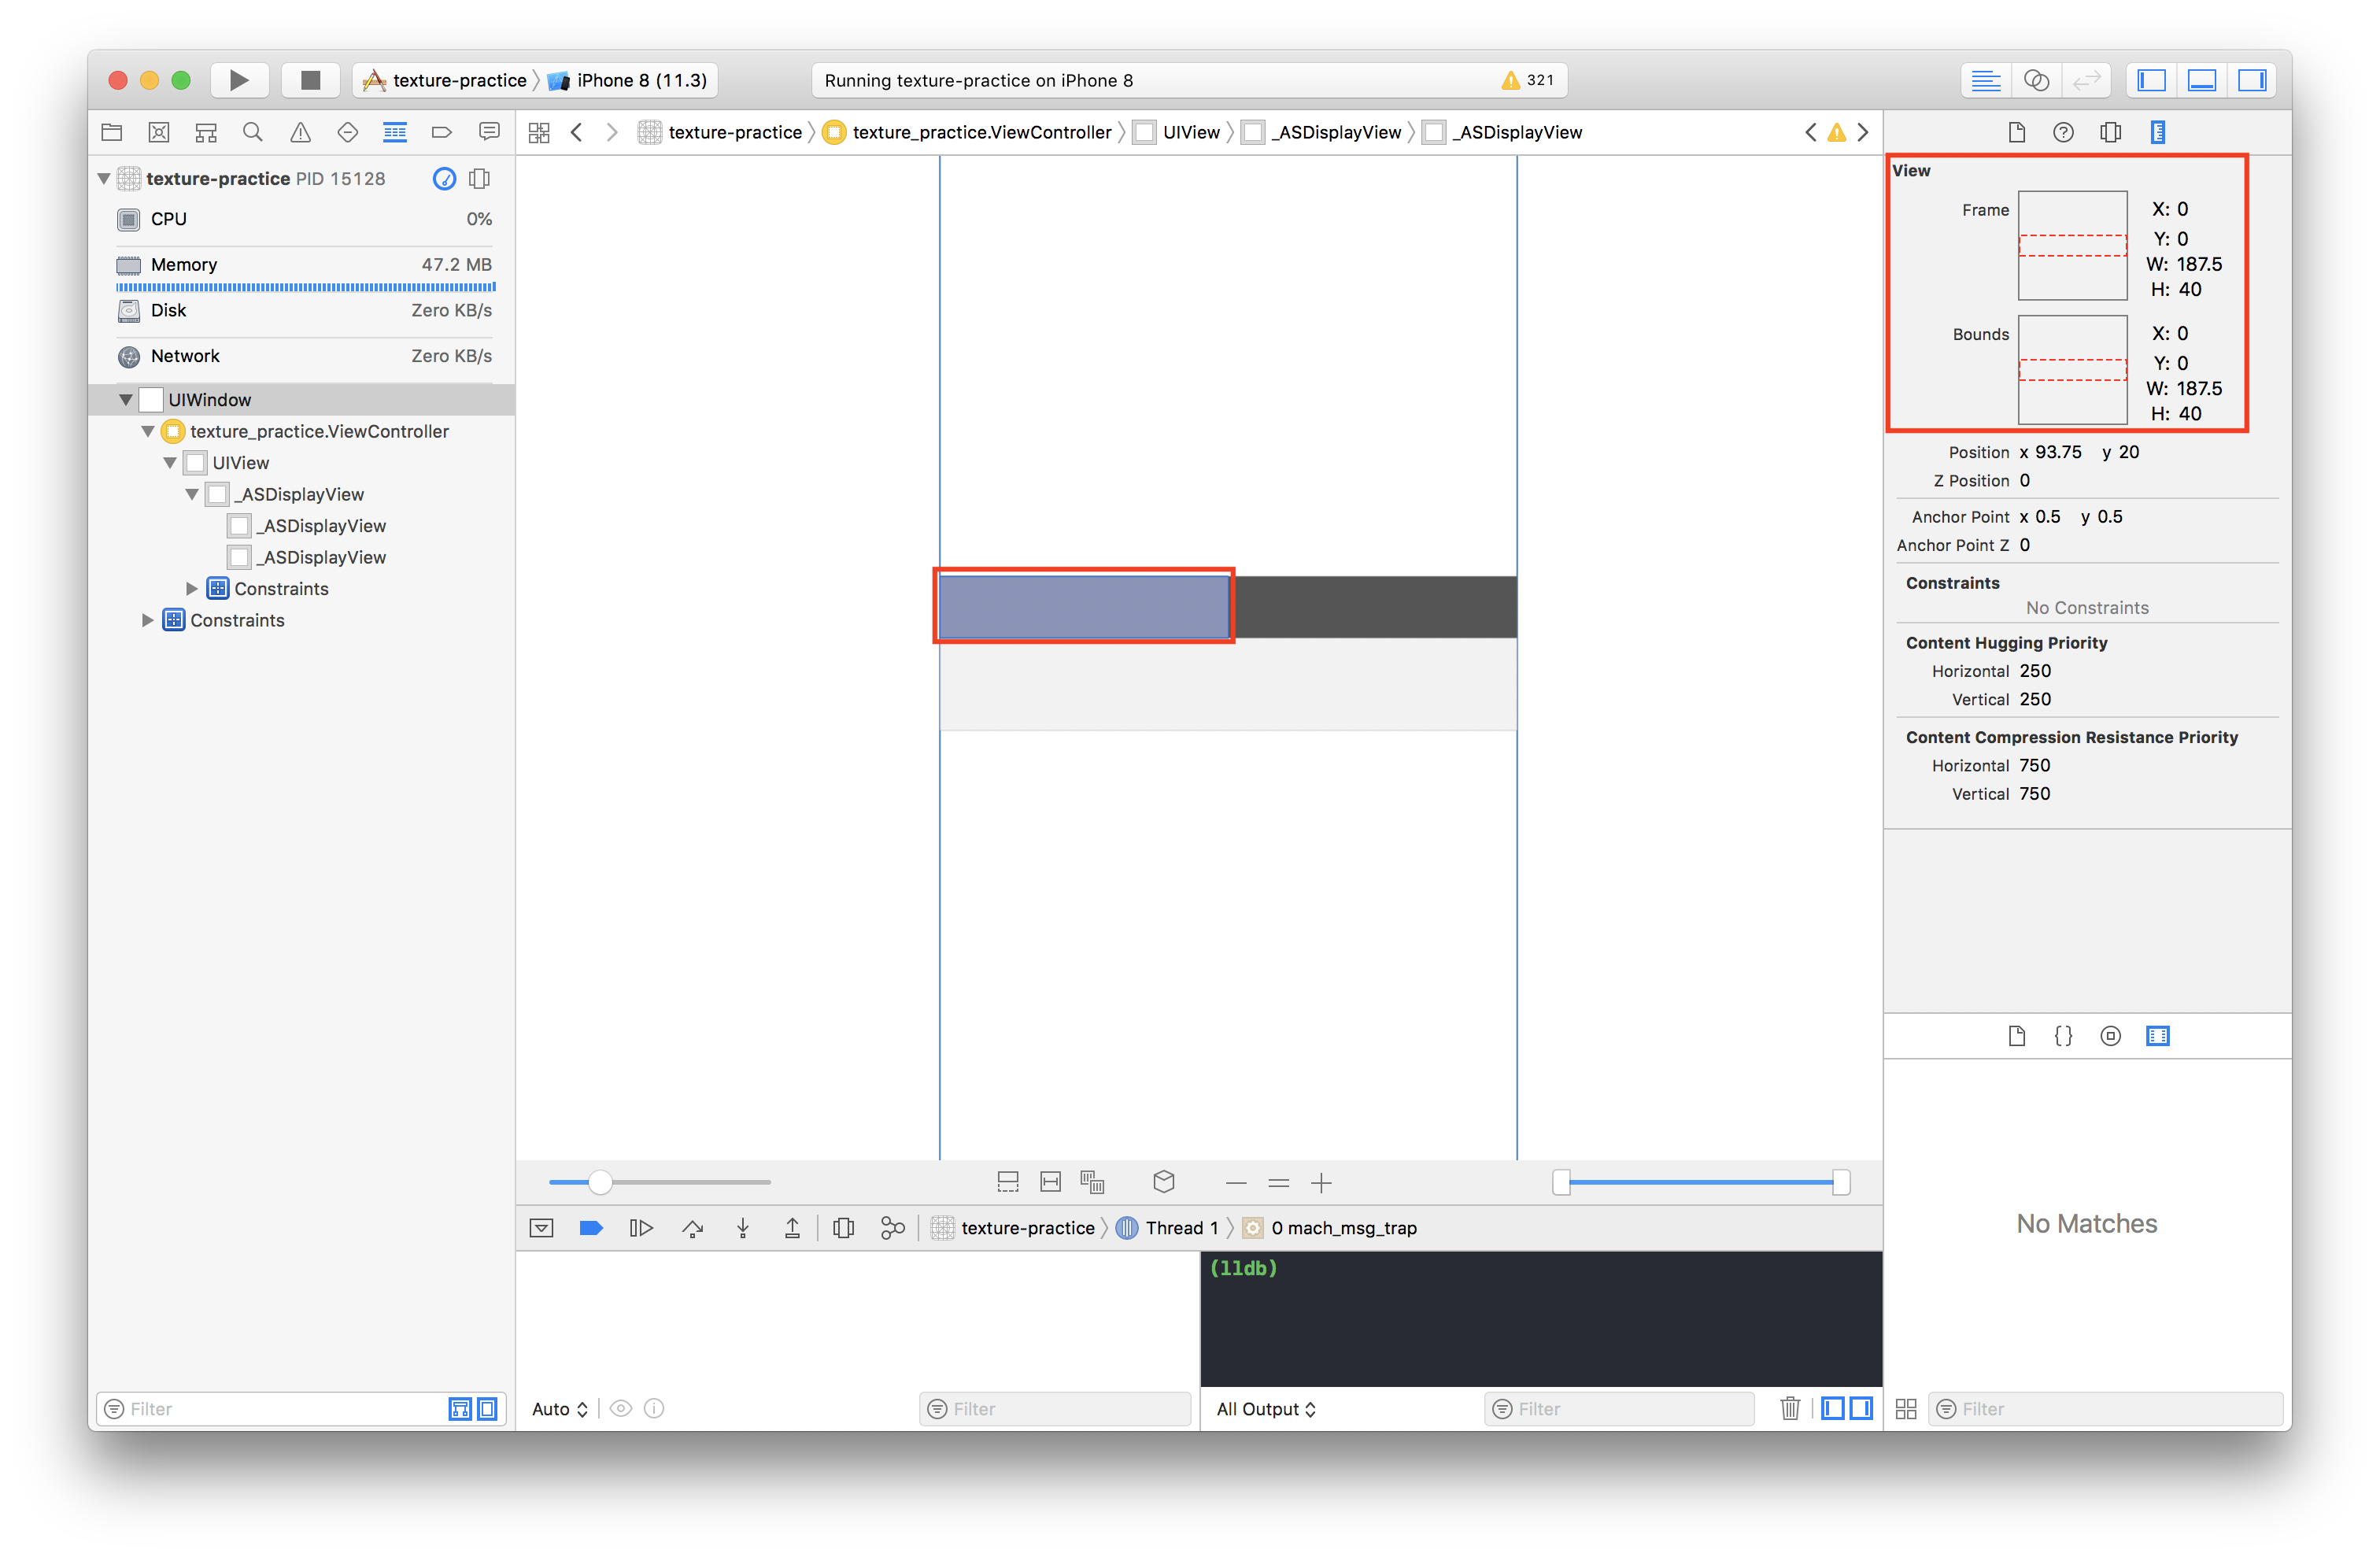 texture-practice iPhone 8 (11.3)
Running texture-practice on iPhone 8
321
texture-practice PID 15128
CPU 0%
Memory 47.2 MB
Disk Zero KB/s
Network Zero KB/s
UIWindow
texture_practice.ViewController
UIView
_ASDisplayView
_ASDisplayView
_ASDisplayView
Constraints
Constraints
Filter
texture-practice texture_practice.ViewController UIView _ASDisplayView _ASDisplayView
texture-practice Thread 1 0 mach_msg_trap
(lldb)
Auto
Filter
All Output
Filter
View
Frame
X: 0
Y: 0
W: 187.5
H: 40
Bounds
X: 0
Y: 0
W: 187.5
H: 40
Position x 93.75 y 20
Z Position 0
Anchor Point x 0.5 y 0.5
Anchor Point Z 0
Constraints
No Constraints
Content Hugging Priority
Horizontal 250
Vertical 250
Content Compression Resistance Priority
Horizontal 750
Vertical 750
No Matches
Filter